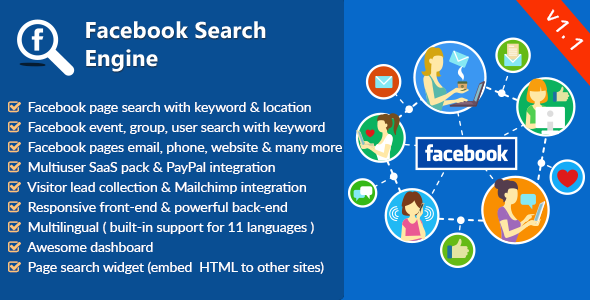 Facebook Search
Engine
v1.1
Facebook page search with keyword & location
Facebook event, group, user search with keyword
Facebook pages email, phone, website & many more
Multiuser SaaS pack & PayPal integration
Visitor lead collection & Mailchimp integration
Responsive front-end & powerful back-end
Multilingual ( built-in support for 11 languages )
Awesome dashboard
Page search widget (embed HTML to other sites)
facebook